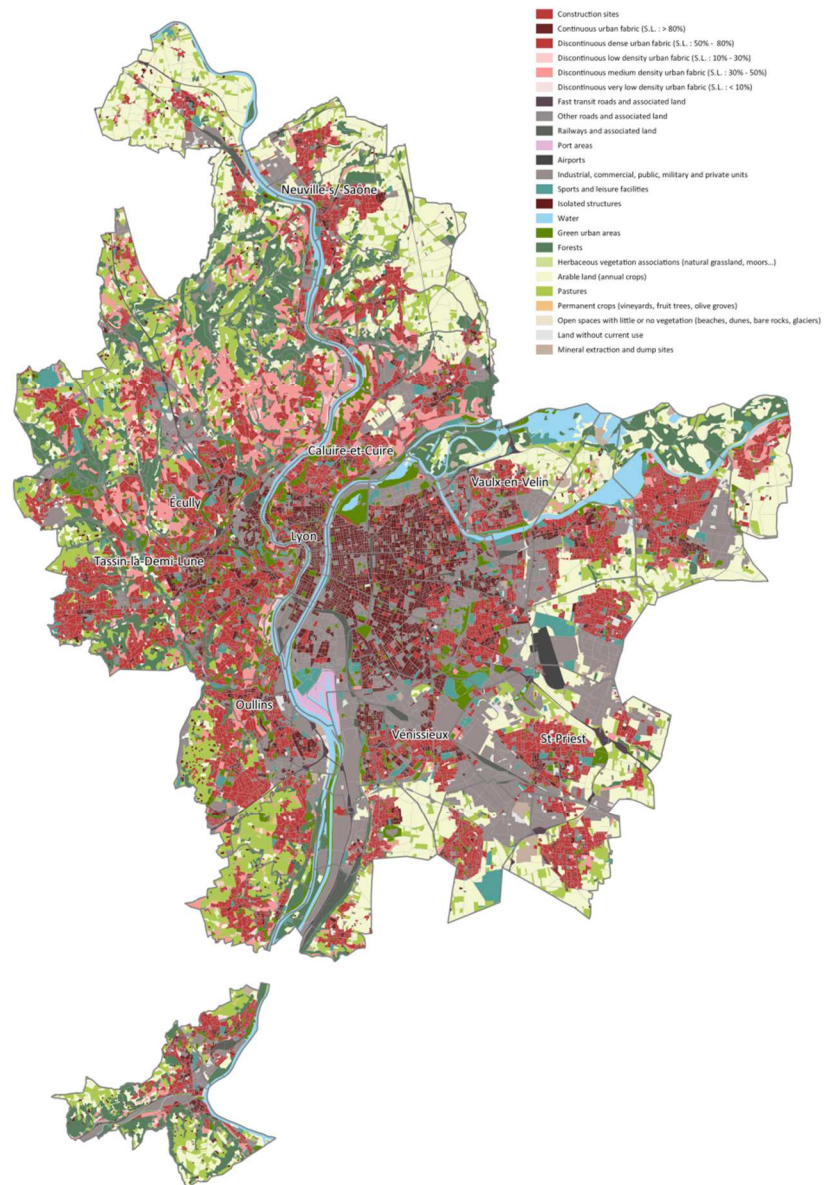 Construction sites
Continuous urban fabric (S.L. : > 80%)
Discontinuous dense urban fabric (S.L. : 50% - 80%)
Discontinuous low density urban fabric (S.L. : 10% - 30%)
Discontinuous medium density urban fabric (S.L. : 30% - 50%)
Discontinuous very low density urban fabric (S.L. : < 10%)
Fast transit roads and associated land
Other roads and associated land
Railways and associated land
Port areas
Airports
Industrial, commercial, public, military and private units
Sports and leisure facilities
Isolated structures
Water
Green urban areas
Forests
Herbaceous vegetation associations (natural grassland, moors...)
Arable land (annual crops)
Pastures
Permanent crops (vineyards, fruit trees, olive groves)
Open spaces with little or no vegetation (beaches, dunes, bare rocks, glaciers)
Land without current use
Mineral extraction and dump sites
Neuville-s/-Saône
Caluire-et-Cuire
Vaulx-en-Velin
Écully
Lyon
Tassin-la-Demi-Lune
Oullins
Vénissieux
St-Priest